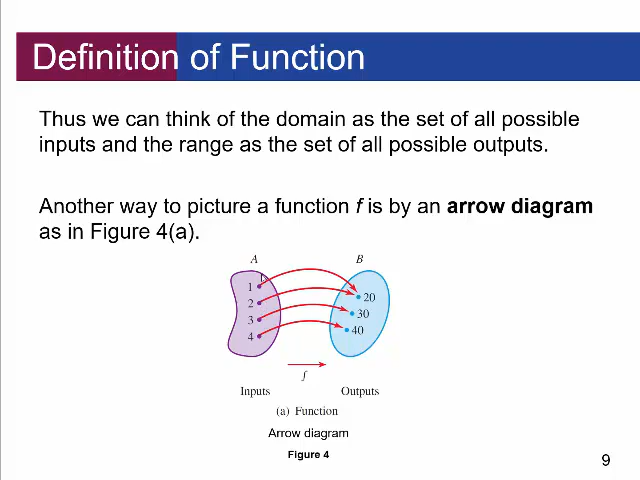 Definition of Function
Thus we can think of the domain as the set of all possible
inputs and the range as the set of all possible outputs.
Another way to picture a function f is by an arrow diagram
as in Figure 4(a).
A B
1
2 20
3 30
4 40
f
Inputs Outputs
(a) Function
Arrow diagram
Figure 4
9